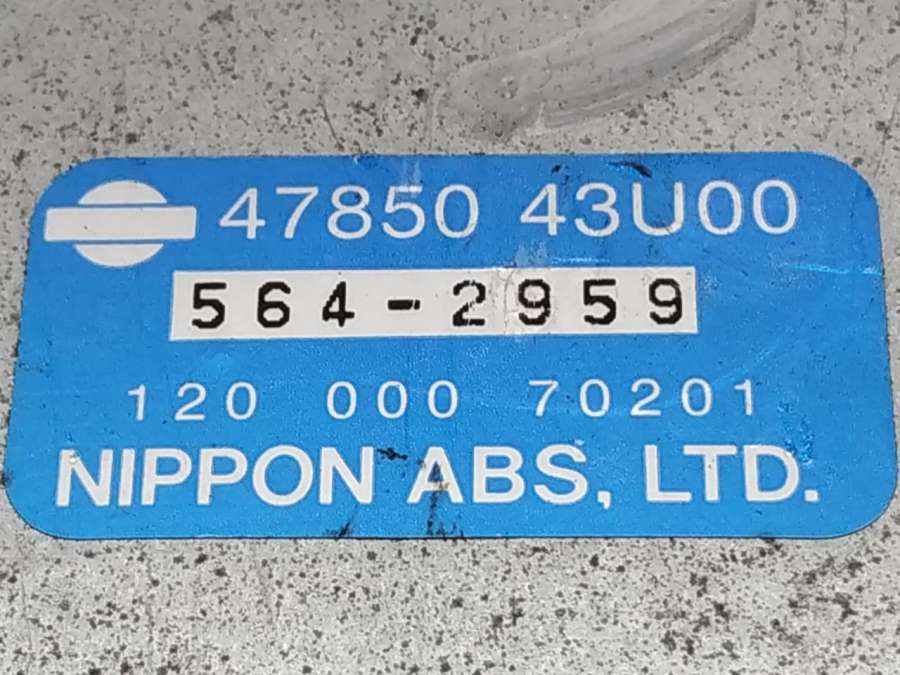 47850 43U00
564-2959
120 000 70201
NIPPON ABS, LTD.